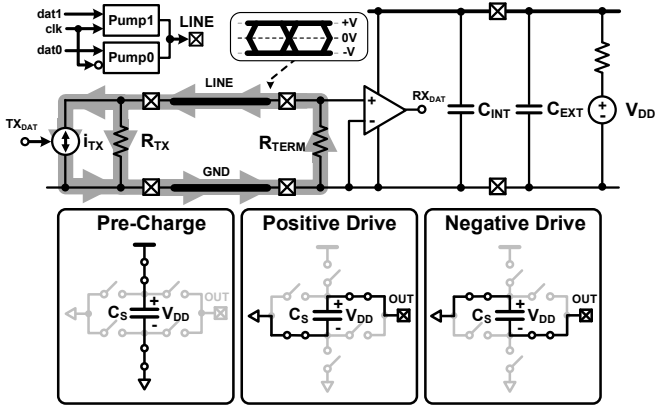 dat1
clk
dat0
Pump1
Pump0
LINE
+V
0V
-V
LINE
TXDAT
iTX
RTX
RTERM
GND
+
-
RXDAT
CINT
CEXT
VDD
+
-
Pre-Charge
OUT
CS
+
-
VDD
Positive Drive
OUT
CS
+
-
VDD
Negative Drive
OUT
CS
+
-
VDD